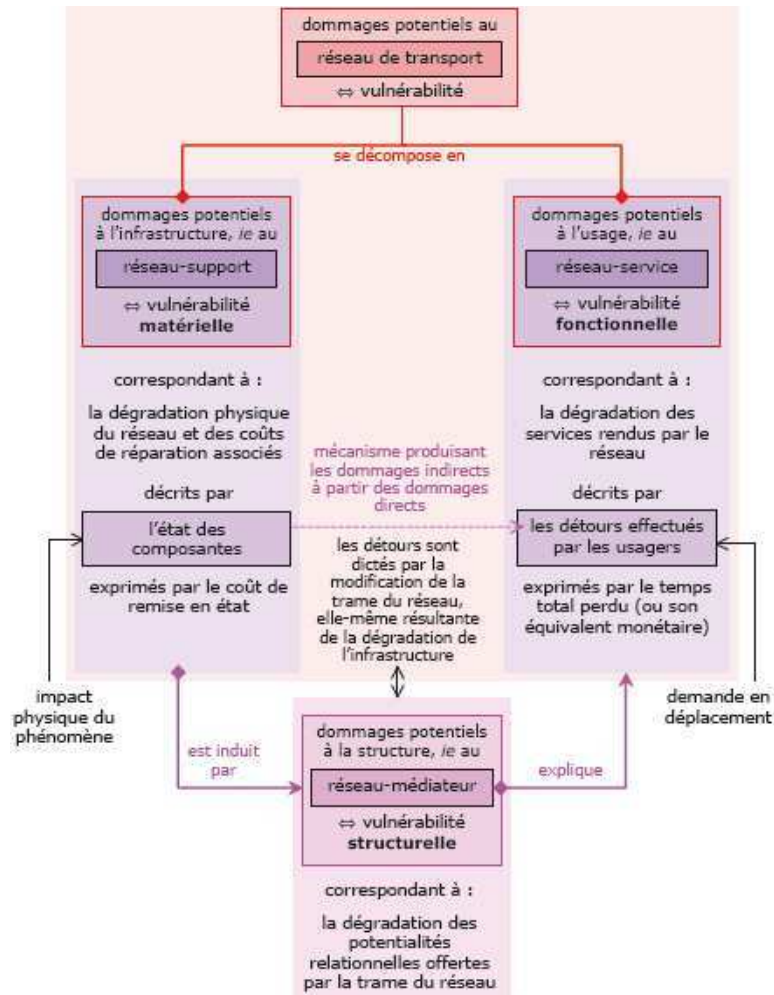 dommages potentiels au
réseau de transport
⇔ vulnérabilité
se décompose en
dommages potentiels
à l'infrastructure, ie au
réseau-support
⇔ vulnérabilité
matérielle
correspondant à :
la dégradation physique
du réseau et des coûts
de réparation associés
décrits par
l'état des
composantes
exprimés par le coût de
remise en état
impact
physique du
phénomène
dommages potentiels
à l'usage, ie au
réseau-service
⇔ vulnérabilité
fonctionnelle
correspondant à :
la dégradation des
services rendus par le
réseau
décrits par
les détours effectués
par les usagers
exprimés par le temps
total perdu (ou son
équivalent monétaire)
demande en
déplacement
mécanisme produisant
les dommages indirects
à partir des dommages
directs
les détours sont
dictés par la
modification de la
trame du réseau,
elle-même résultante
de la dégradation de
l'infrastructure
est induit
par
explique
dommages potentiels
à la structure, ie au
réseau-médiateur
⇔ vulnérabilité
structurelle
correspondant à :
la dégradation des
potentialités
relationnelles offertes
par la trame du réseau